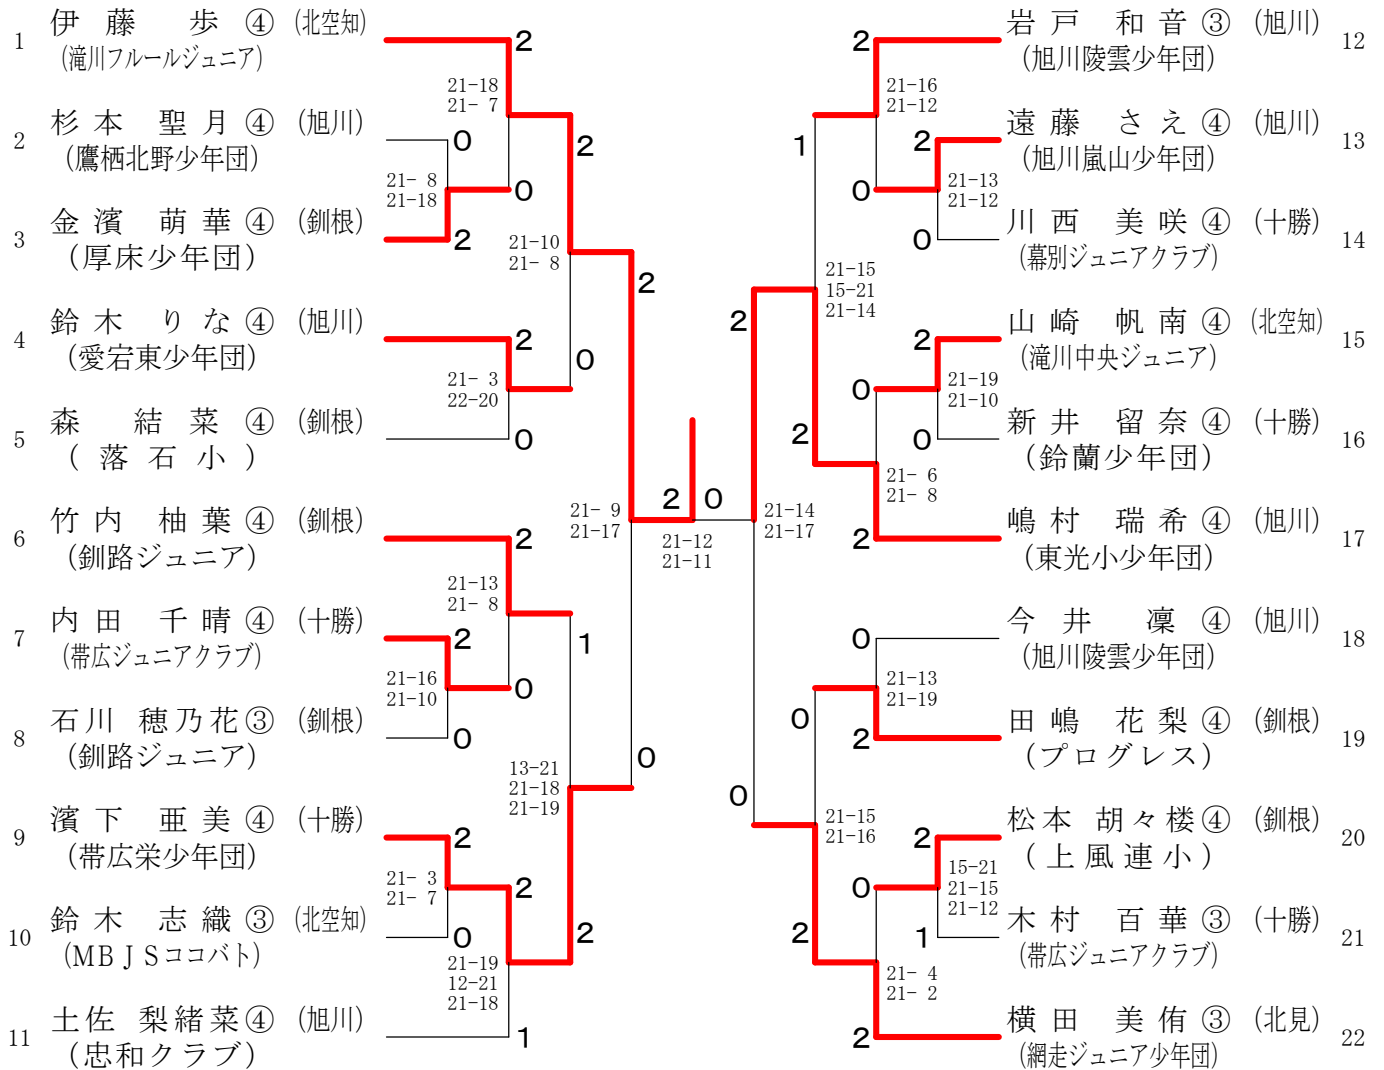 1 伊藤 歩④ (北空知)
(滝川フルールジュニア)
2 杉本 聖月④ (旭川)
(鷹栖北野少年団)
3 金濱 萌華④ (釧根)
(厚床少年団)
4 鈴木 りな④ (旭川)
(愛宕東少年団)
5 森 結菜④ (釧根)
(落石小)
6 竹内 柚葉④ (釧根)
(釧路ジュニア)
7 内田 千晴④ (十勝)
(帯広ジュニアクラブ)
8 石川 穂乃花③ (釧根)
(釧路ジュニア)
9 濱下 亜美④ (十勝)
(帯広栄少年団)
10 鈴木 志織③ (北空知)
(MBJSココバト)
11 土佐 梨緒菜④ (旭川)
(忠和クラブ)
2
21-18
21- 7
0
0
21- 8
21-18
2
2
21-10
21- 8
0
2
21- 3
22-20
0
2
21- 9
21-17
0
2
21-13
21- 8
0
2
21-16
21-10
0
1
13-21
21-18
21-19
2
2
21- 3
21- 7
0
2
21-19
12-21
21-18
1
2 0
21-12
21-11
2
21-14
21-17
0
2
21-16
21-12
0
2
21-13
21-12
0
1
21-15
15-21
21-14
2
2
21-19
21-10
0
0
21- 6
21- 8
2
0
21-13
21-19
2
0
21-15
21-16
2
2
15-21
21-15
21-12
1
0
21- 4
21- 2
2
岩戸 和音③ (旭川) 12
(旭川陵雲少年団)
遠藤 さえ④ (旭川) 13
(旭川嵐山少年団)
川西 美咲④ (十勝) 14
(幕別ジュニアクラブ)
山崎 帆南④ (北空知) 15
(滝川中央ジュニア)
新井 留奈④ (十勝) 16
(鈴蘭少年団)
嶋村 瑞希④ (旭川) 17
(東光小少年団)
今井 凜④ (旭川) 18
(旭川陵雲少年団)
田嶋 花梨④ (釧根) 19
(プログレス)
松本 胡々楼④ (釧根) 20
(上風連小)
木村 百華③ (十勝) 21
(帯広ジュニアクラブ)
横田 美侑③ (北見) 22
(網走ジュニア少年団)